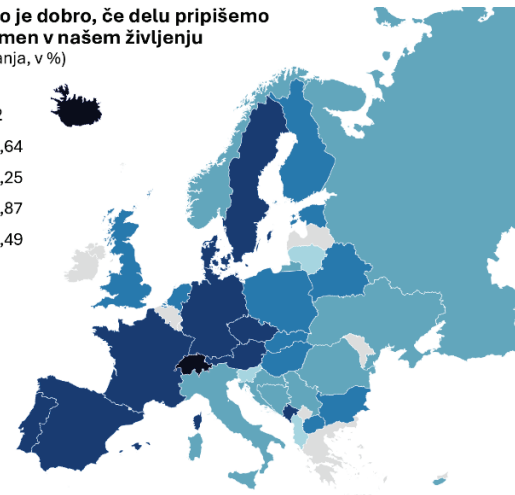 o je dobro, če delu pripišemo
men v našem življenju
anja, v %)
2
,64
,25
,87
,49